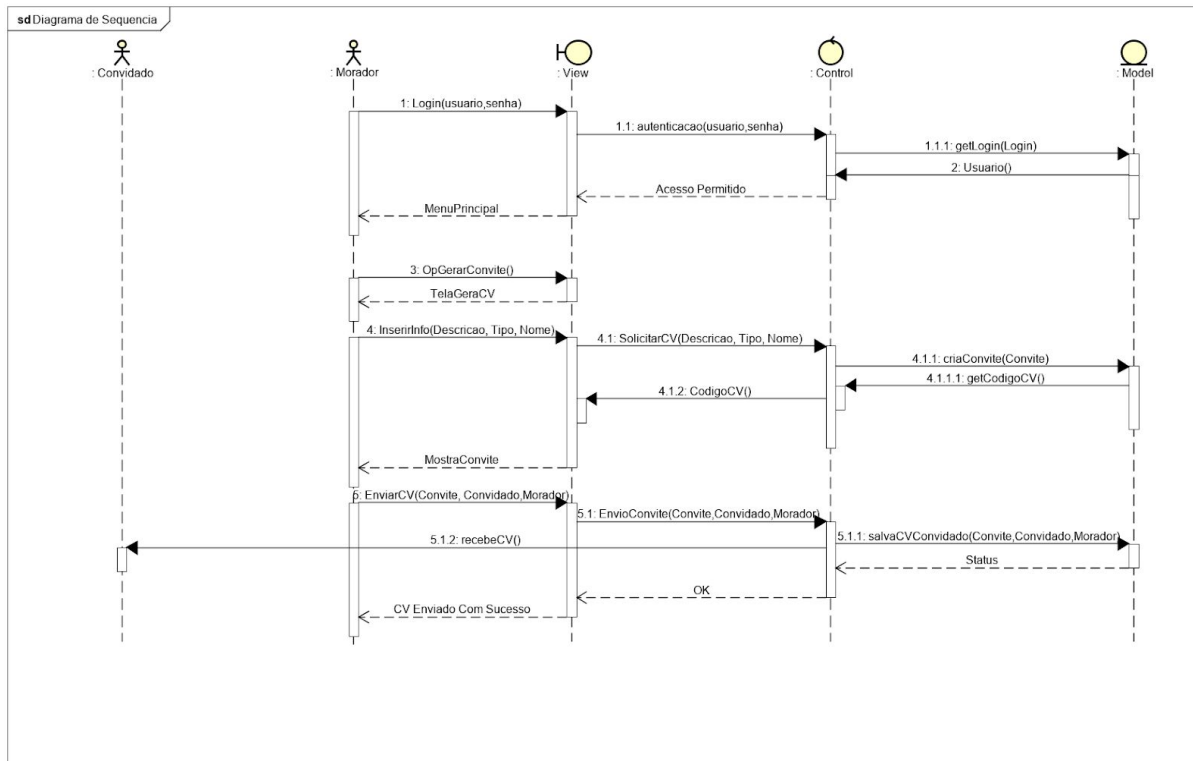 sd Diagrama de Sequencia
: Convidado
: Morador
: View
: Control
: Model
1: Login(usuario,senha)
1.1: autenticacao(usuario,senha)
1.1.1: getLogin(Login)
2: Usuario()
Acesso Permitido
MenuPrincipal
3: OpGerarConvite()
TelaGeraCV
4: InserirInfo(Descricao, Tipo, Nome)
4.1: SolicitarCV(Descricao, Tipo, Nome)
4.1.1: criaConvite(Convite)
4.1.1.1: getCodigoCV()
4.1.2: CodigoCV()
MostraConvite
5: EnviarCV(Convite, Convidado,Morador)
5.1: EnvioConvite(Convite,Convidado,Morador)
5.1.1: salvaCVConvidado(Convite,Convidado,Morador)
5.1.2: recebeCV()
Status
OK
CV Enviado Com Sucesso